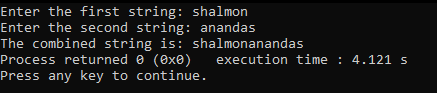 Enter the first string: shalmon
Enter the second string: anandas
The combined string is: shalmonanandas
Process returned 0 (0x0)   execution time : 4.121 s
Press any key to continue.